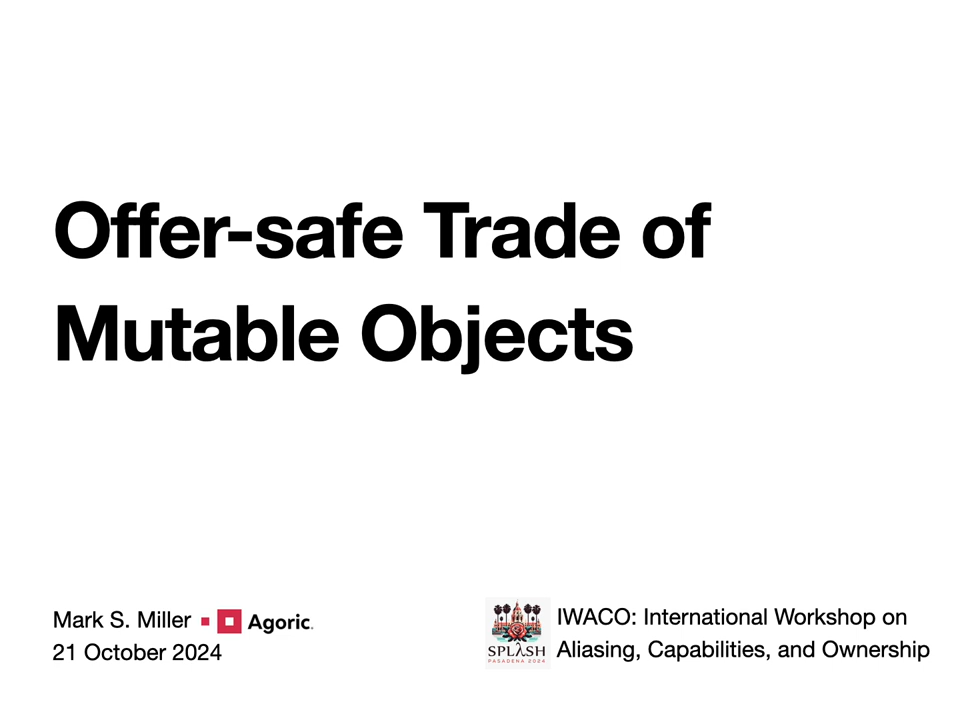 Offer-safe Trade of
Mutable Objects
Mark S. Miller Agoric.
21 October 2024
SPLASH
PASADENA 2024
IWACO: International Workshop on
Aliasing, Capabilities, and Ownership